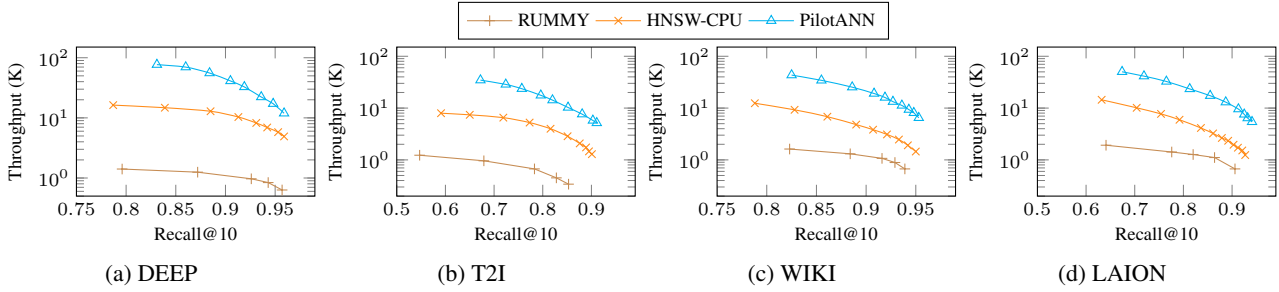 RUMMY HNSW-CPU PilotANN
Throughput (K)
10²
10¹
10⁰
0.75 0.8 0.85 0.9 0.95
Recall@10
(a) DEEP
Throughput (K)
10²
10¹
10⁰
0.5 0.6 0.7 0.8 0.9
Recall@10
(b) T2I
Throughput (K)
10²
10¹
10⁰
0.75 0.8 0.85 0.9 0.95
Recall@10
(c) WIKI
Throughput (K)
10²
10¹
10⁰
0.5 0.6 0.7 0.8 0.9
Recall@10
(d) LAION